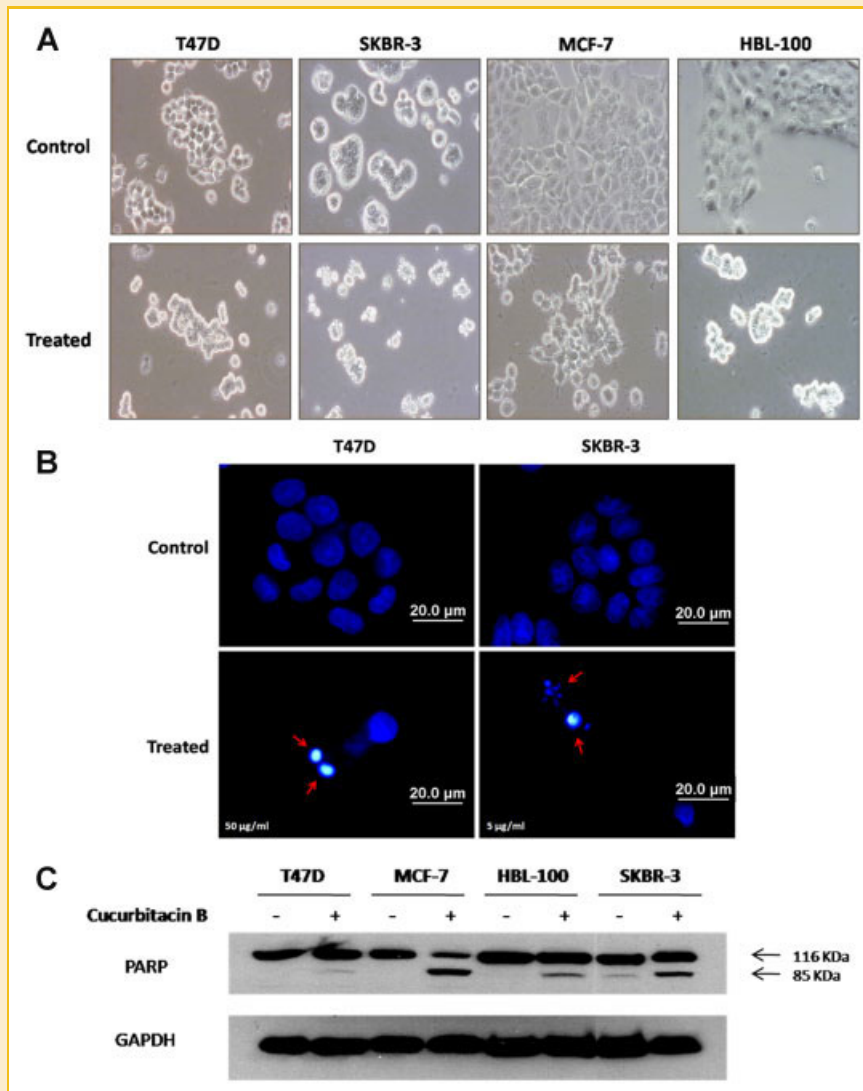 A
T47D SKBR-3 MCF-7 HBL-100
Control
Treated
B
T47D SKBR-3
Control
20.0 µm 20.0 µm
Treated
20.0 µm 20.0 µm
50 µg/ml 5 µg/ml
C
T47D MCF-7 HBL-100 SKBR-3
Cucurbitacin B - + - + - + - +
PARP
← 116 KDa
← 85 KDa
GAPDH